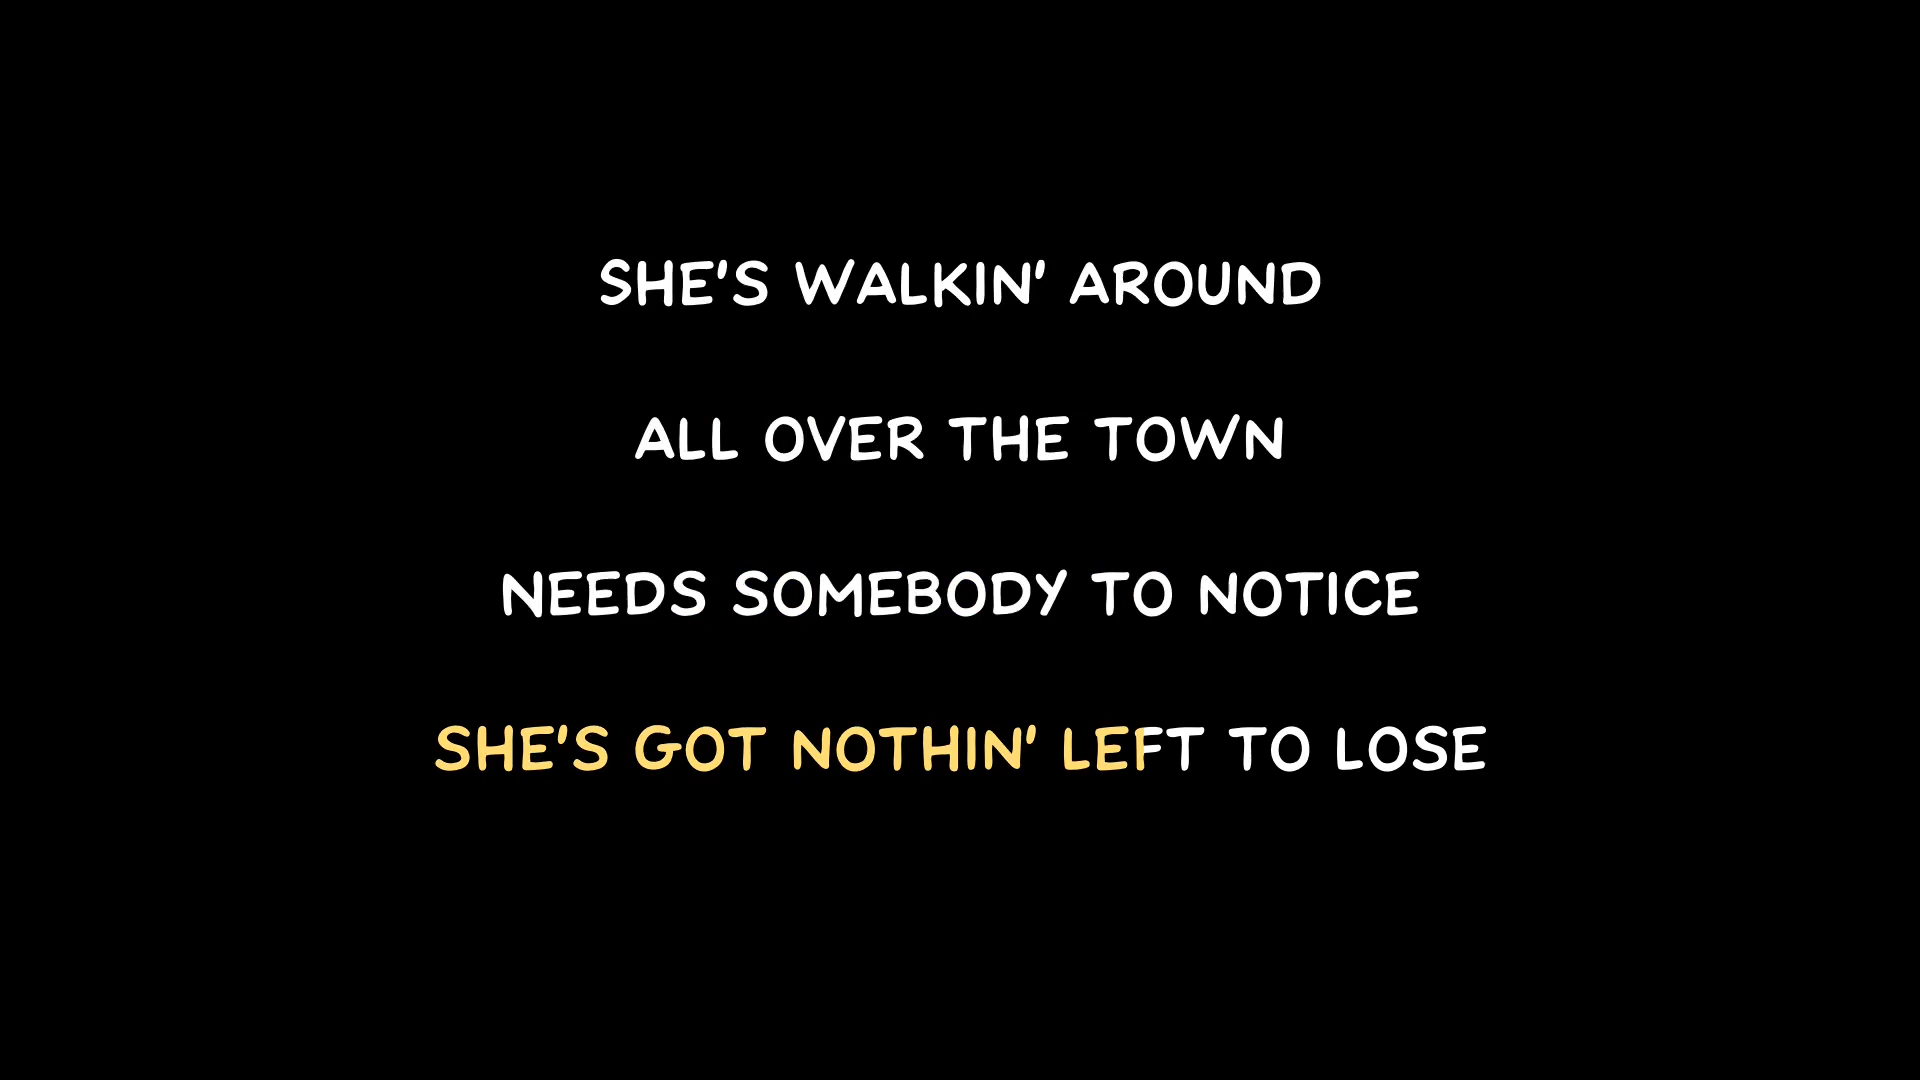 SHE'S WALKIN' AROUND
ALL OVER THE TOWN
NEEDS SOMEBODY TO NOTICE
SHE'S GOT NOTHIN' LEFT TO LOSE